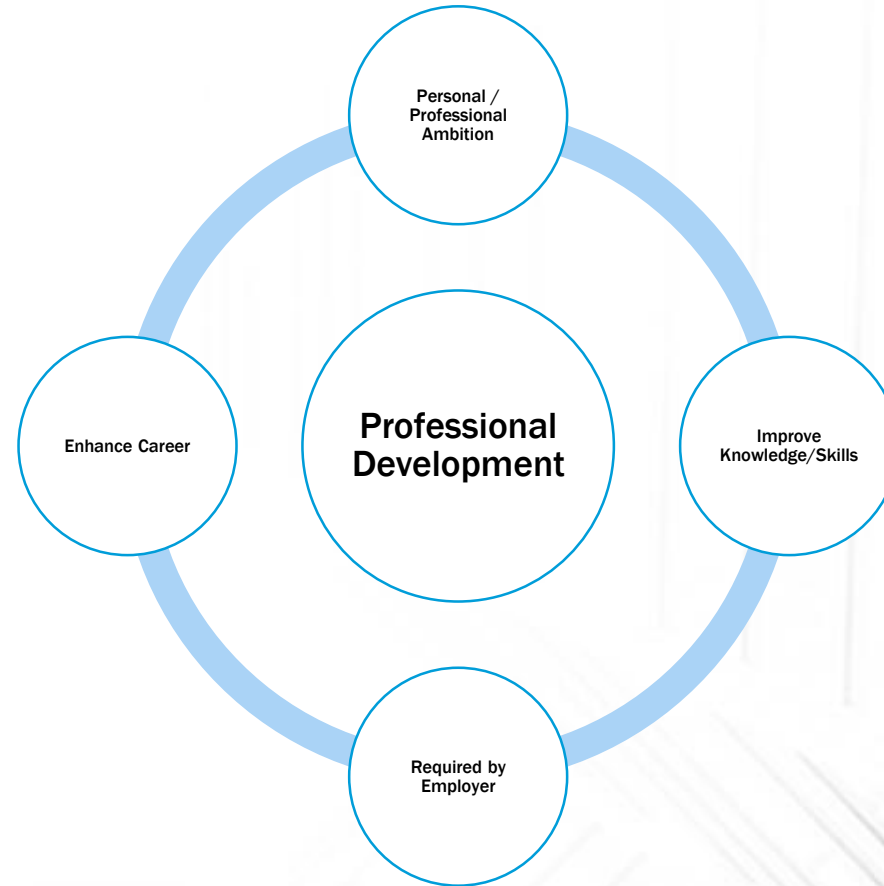 Personal /
Professional
Ambition
Enhance Career
Professional
Development
Improve
Knowledge/Skills
Required by
Employer